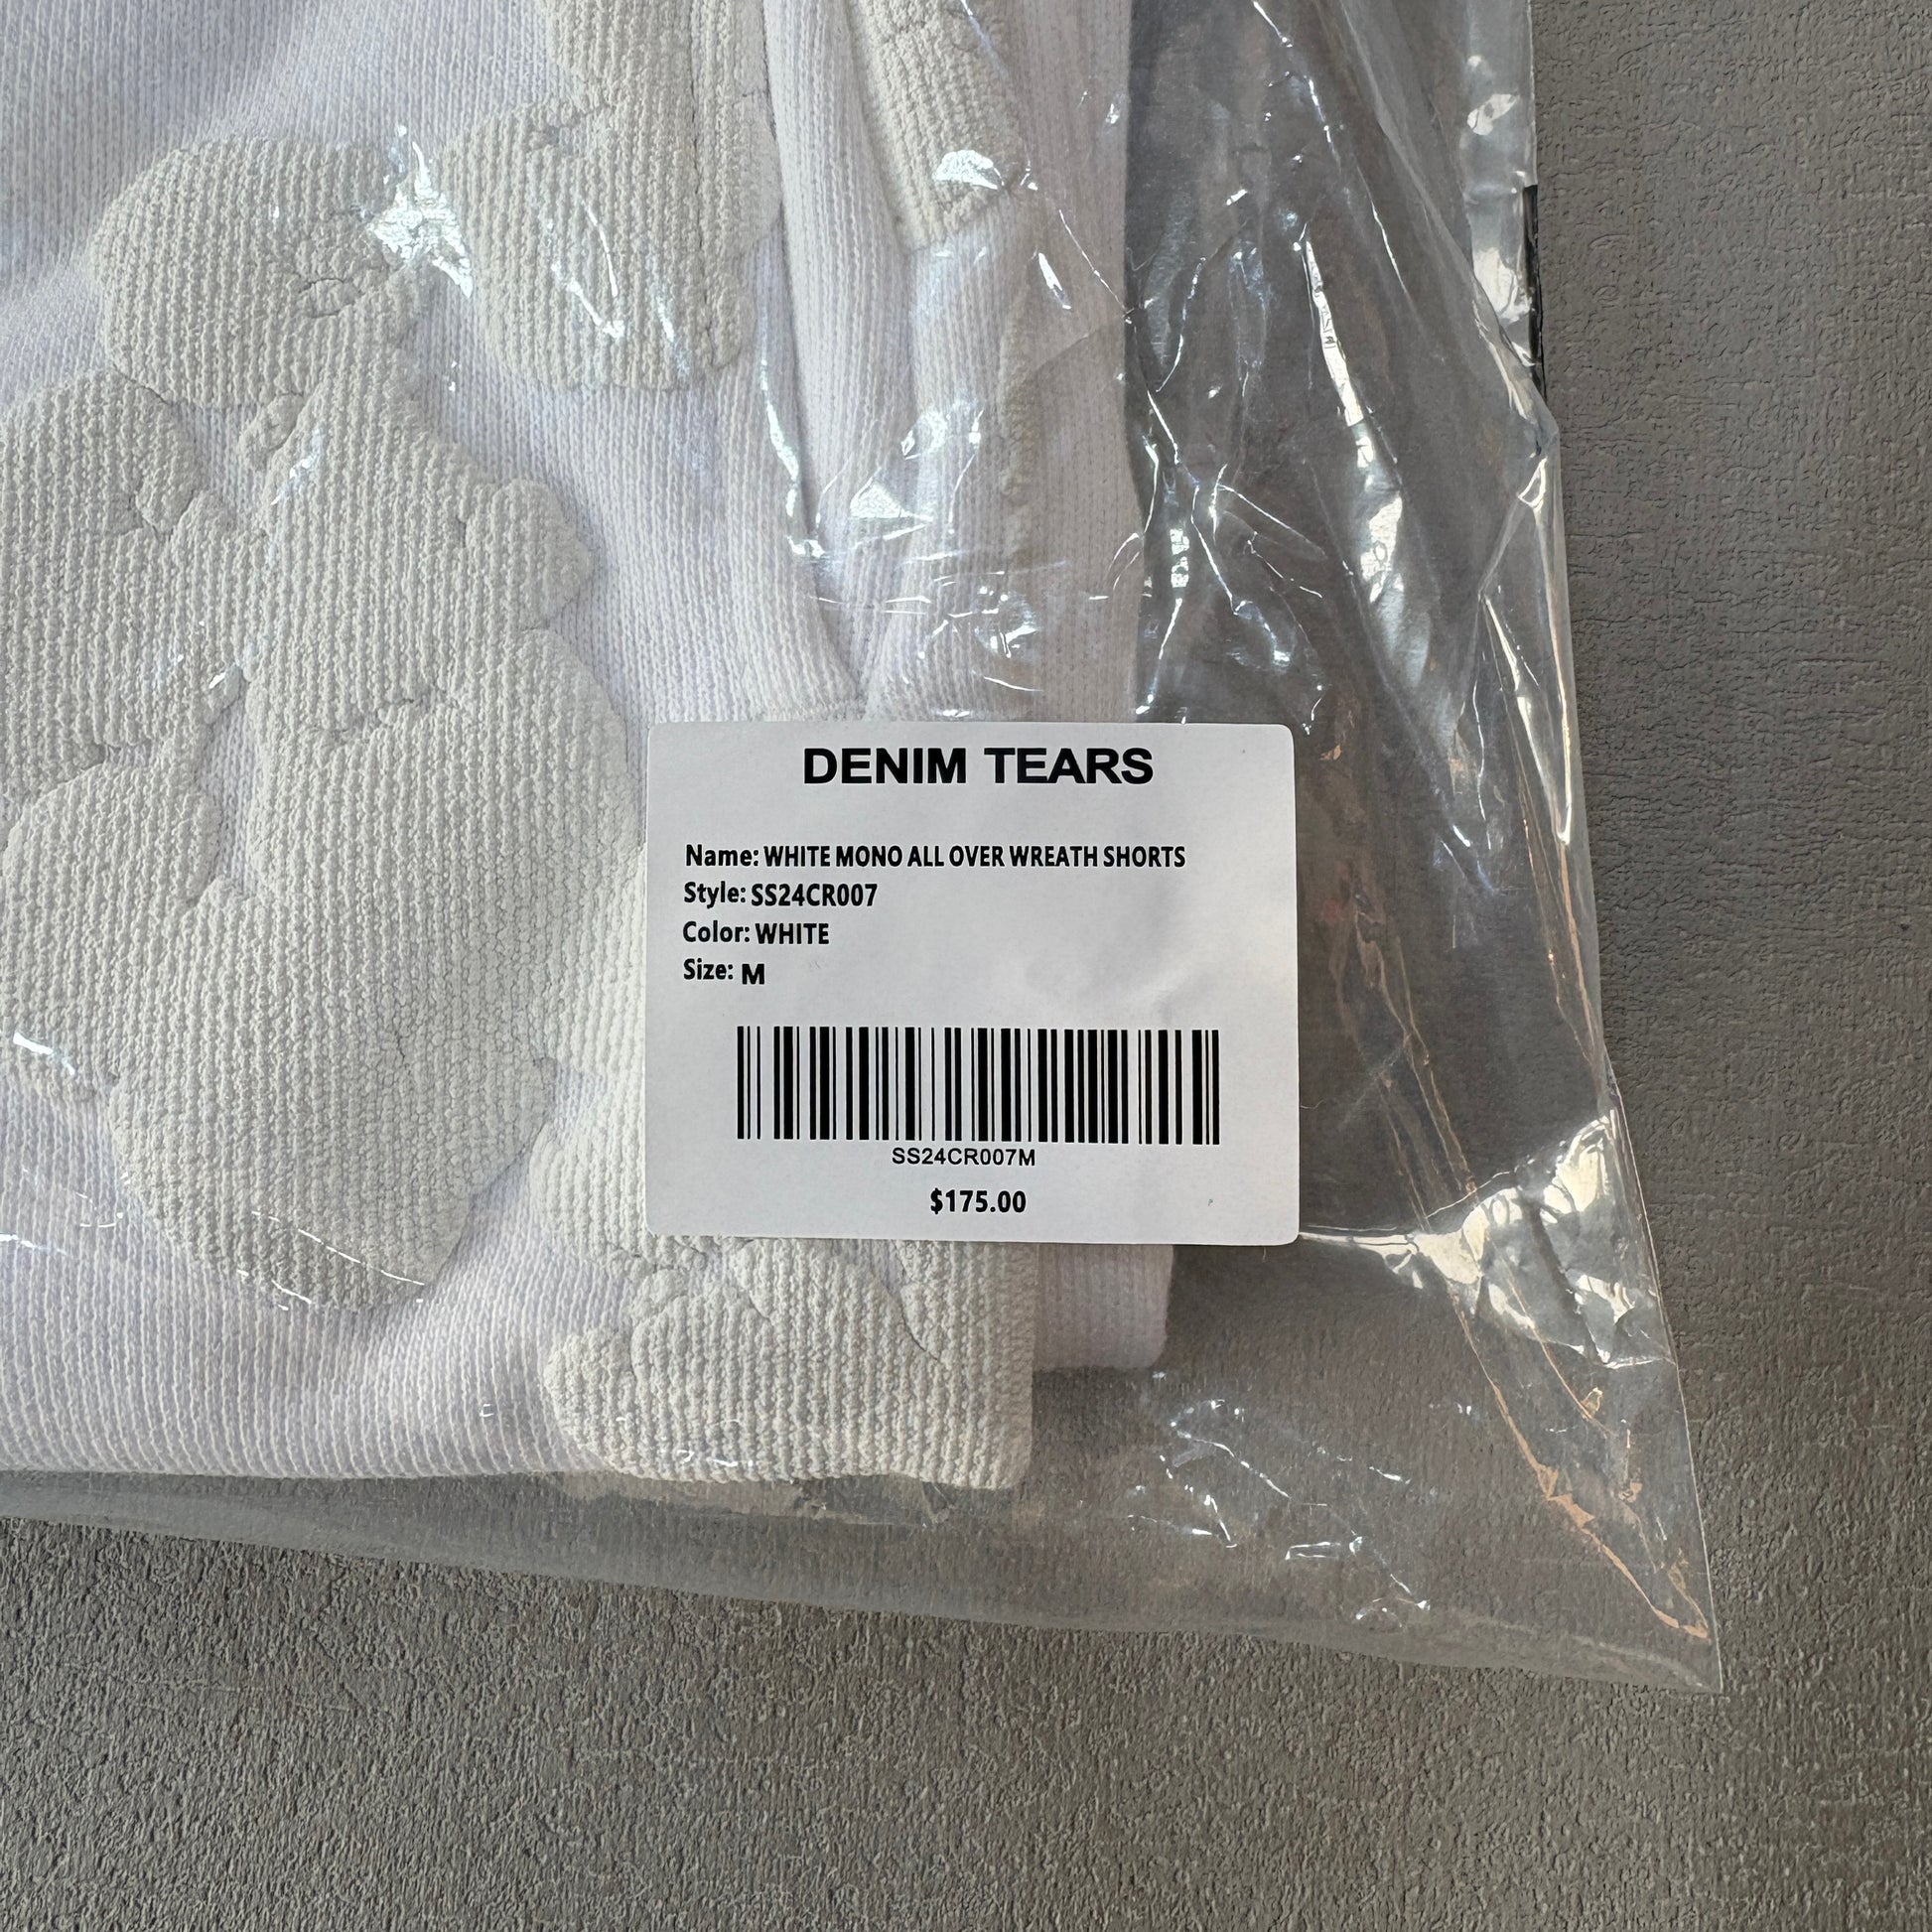 DENIM TEARS
Name: WHITE MONO ALL OVER WREATH SHORTS
Style: SS24CR007
Color: WHITE
Size: M
SS24CR007M
$175.00